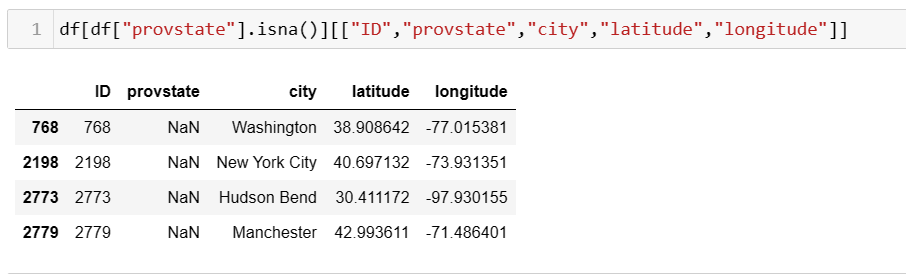 1 df[df["provstate"].isna()][["ID","provstate","city","latitude","longitude"]]
ID provstate city latitude longitude
768 768 NaN Washington 38.908642 -77.015381
2198 2198 NaN New York City 40.697132 -73.931351
2773 2773 NaN Hudson Bend 30.411172 -97.930155
2779 2779 NaN Manchester 42.993611 -71.486401